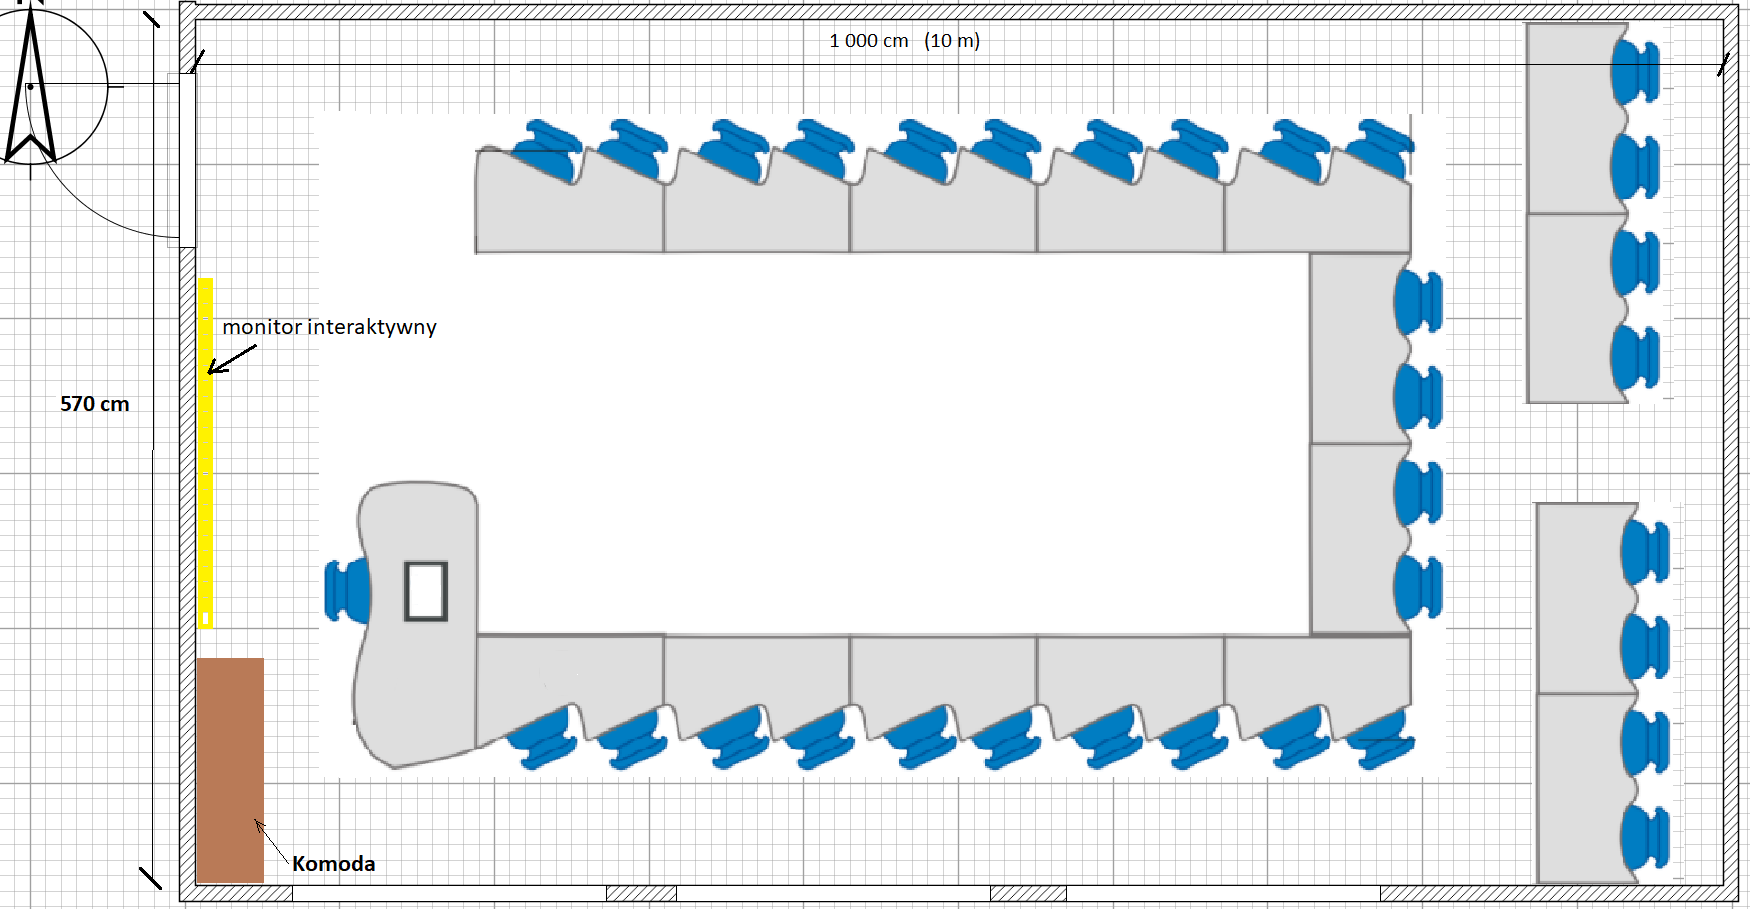 N
1 000 cm (10 m)
monitor interaktywny
570 cm
Komoda